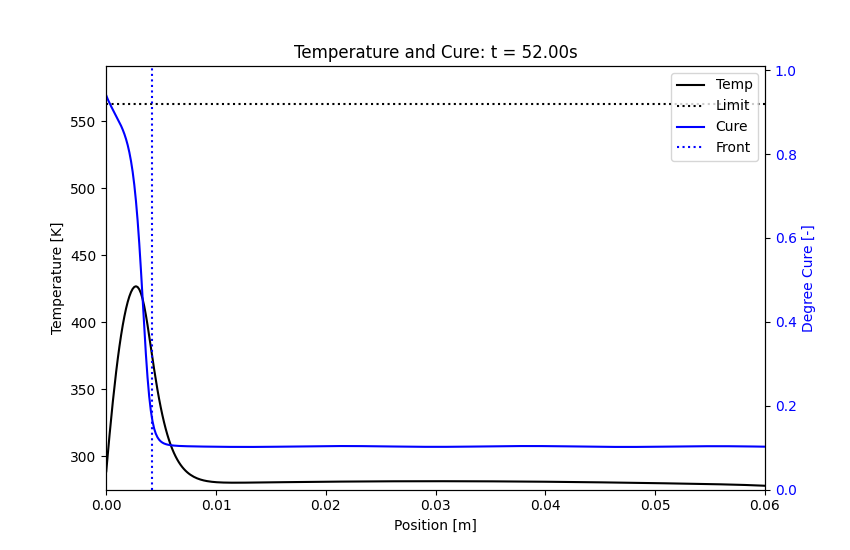 Temperature and Cure: t = 52.00s
Temp
Limit
Cure
Front
Temperature [K]
550
500
450
400
350
300
1.0
0.8
0.6
0.4
0.2
0.0
Degree Cure [-]
0.00
0.01
0.02
0.03
0.04
0.05
0.06
Position [m]